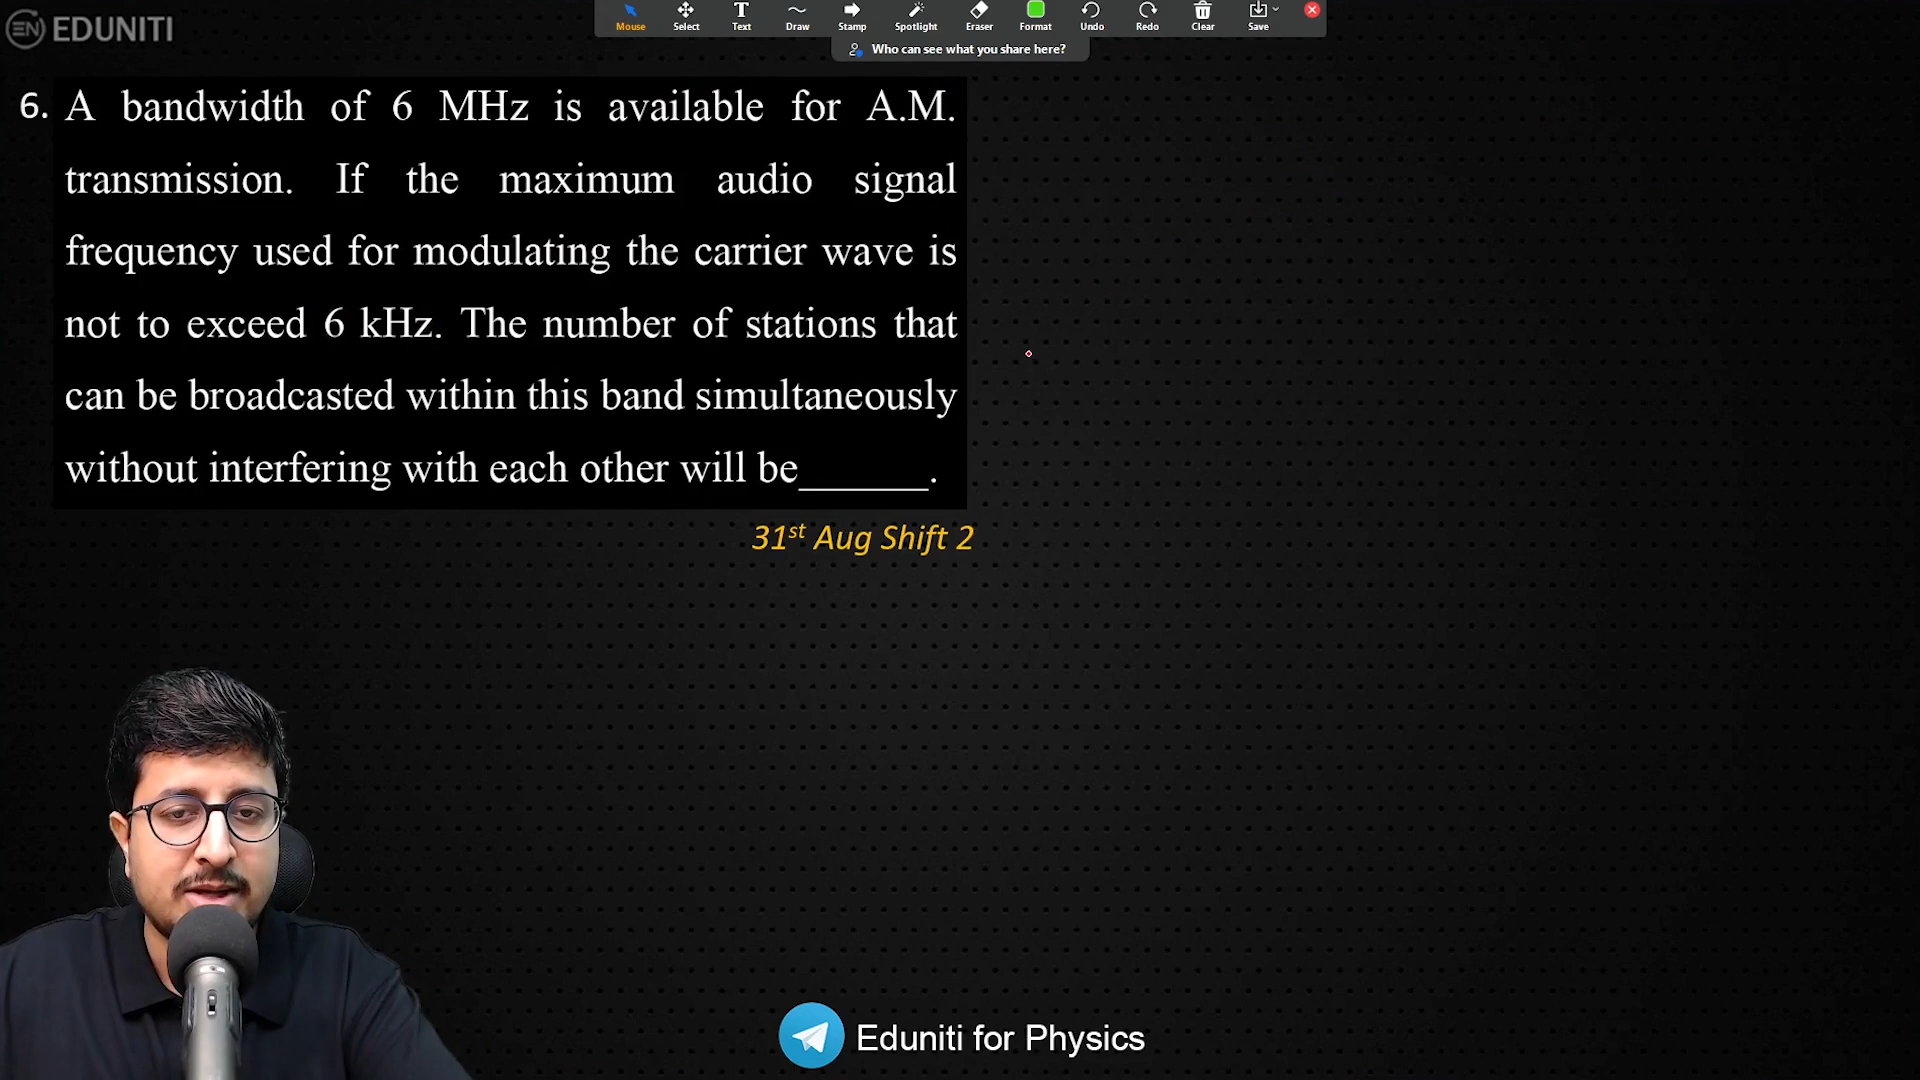 EN EDUNITI
Mouse Select Text Draw Stamp Spotlight Eraser Format Undo Redo Clear Save
Who can see what you share here?
6. A bandwidth of 6 MHz is available for A.M.
transmission. If the maximum audio signal
frequency used for modulating the carrier wave is
not to exceed 6 kHz. The number of stations that
can be broadcasted within this band simultaneously
without interfering with each other will be_______.
31st Aug Shift 2
Eduniti for Physics